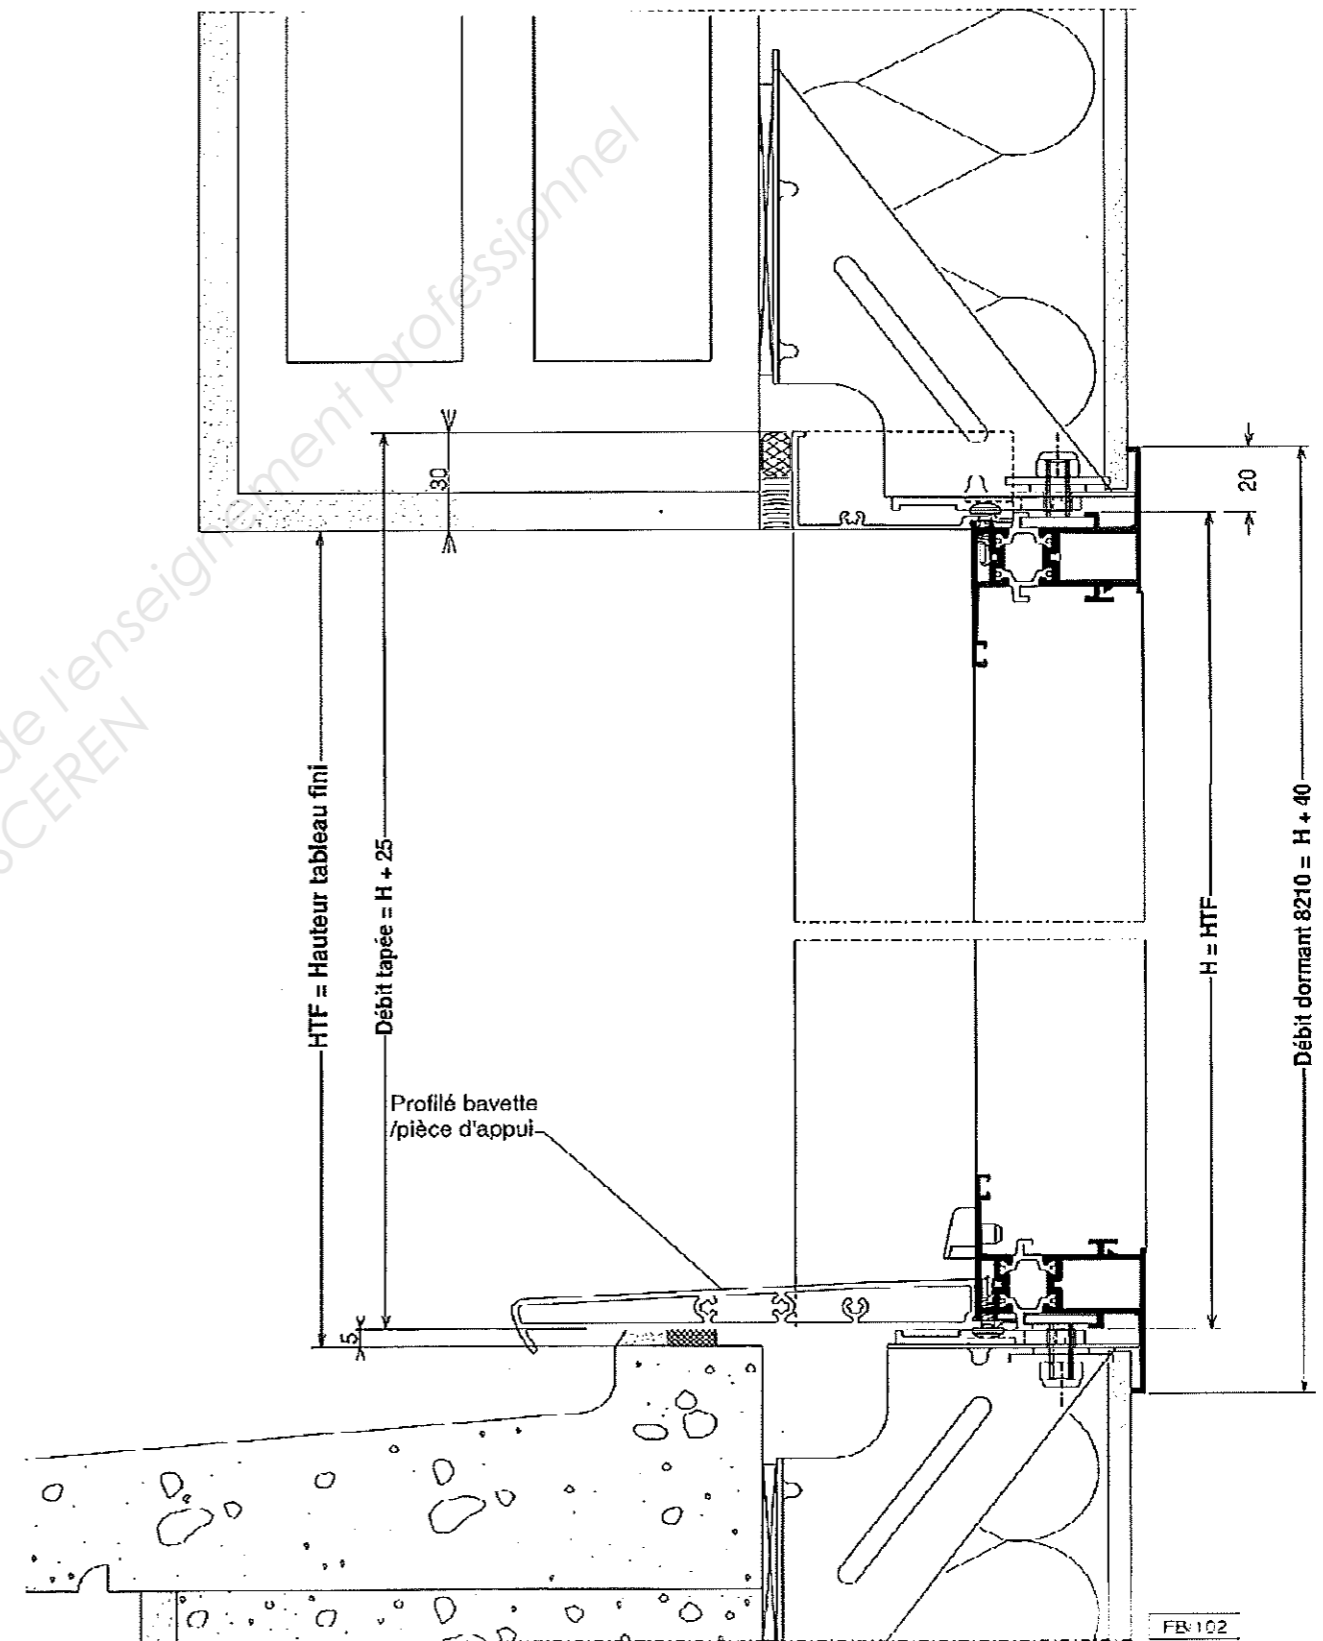 de l'enseignement professionnel
SCEREN
30
20
HTF = Hauteur tableau fini
Débit tapée = H + 25
H = HTF
Débit dormant 8210 = H + 40
Profilé bavette
/pièce d'appui
5
FB/102